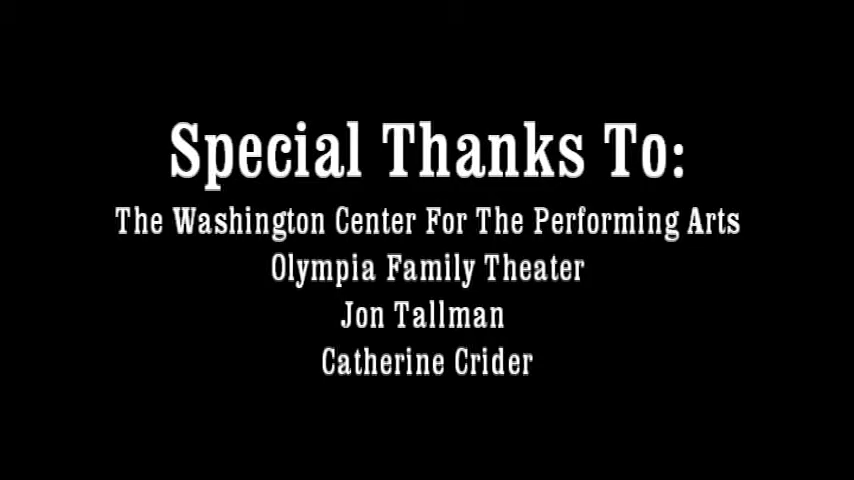 Special Thanks To:
The Washington Center For The Performing Arts
Olympia Family Theater
Jon Tallman
Catherine Crider